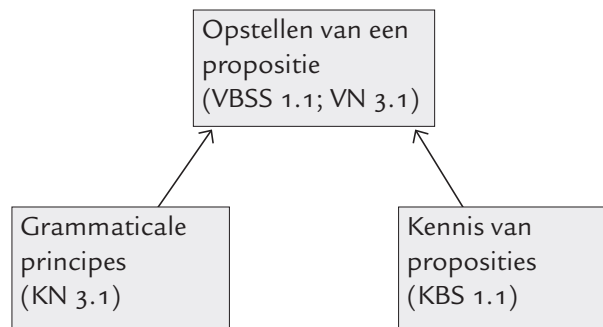 Opstellen van een
propositie
(VBSS 1.1; VN 3.1)
Grammaticale
principes
(KN 3.1)
Kennis van
proposities
(KBS 1.1)